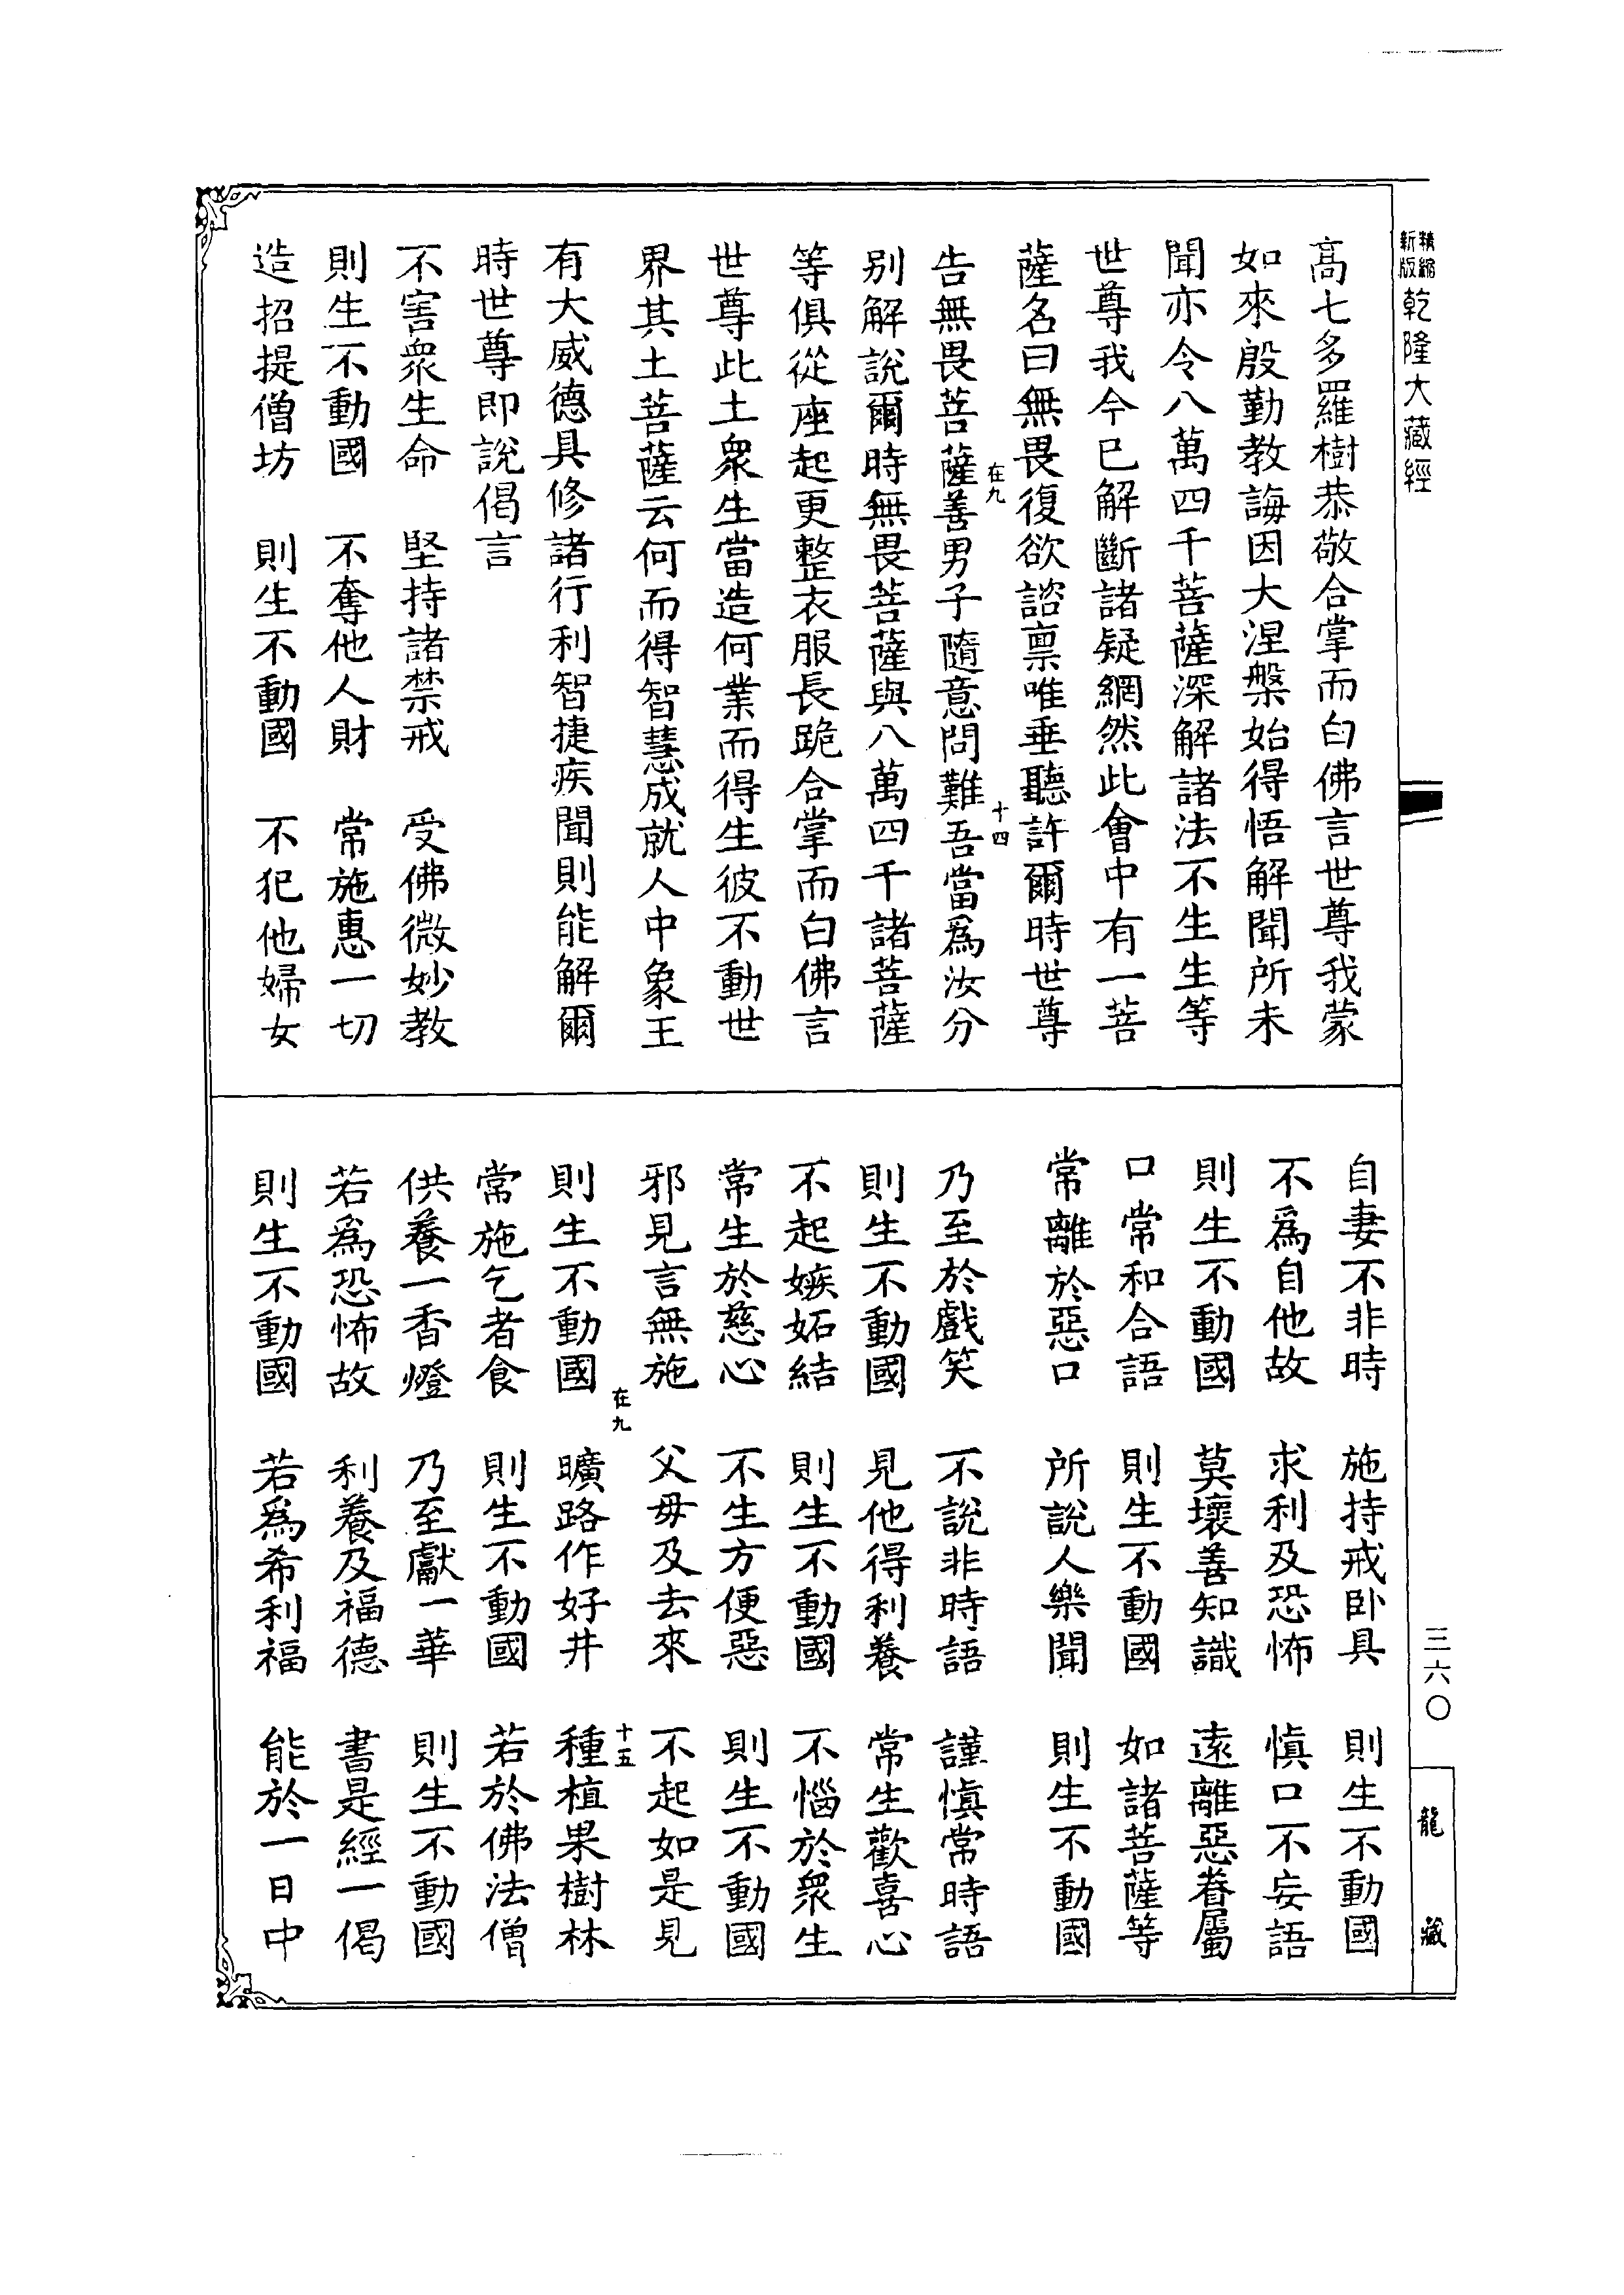 精縮新版乾隆大藏經
高七多羅樹恭敬合掌而白佛言世尊我蒙
如來殷勤教誨因大涅槃始得悟解聞所未
聞亦令八萬四千菩薩深解諸法不生生等
世尊我今已解斷諸疑網然此會中有一菩
薩名曰無畏復欲諮禀唯垂聽許爾時世尊
在九 十四
告無畏菩薩善男子隨意問難吾當爲汝分
別解說爾時無畏菩薩與八萬四千諸菩薩
等俱從座起更整衣服長跪合掌而白佛言
世尊此土衆生當造何業而得生彼不動世
界其土菩薩云何而得智慧成就人中象王
有大威德具修諸行利智捷疾聞則能解爾
時世尊即說偈言
不害衆生命 堅持諸禁戒 受佛微妙教
則生不動國 不奪他人財 常施惠一切
造招提僧坊 則生不動國 不犯他婦女
自妻不非時 施持戒卧具 則生不動國
不爲自他故 求利及恐怖 慎口不妄語
則生不動國 莫壞善知識 遠離惡眷屬
口常和合語 則生不動國 如諸菩薩等
常離於惡口 所說人樂聞 則生不動國
乃至於戲笑 不說非時語 謹慎常時語
則生不動國 見他得利養 常生歡喜心
不起嫉妬結 則生不動國 不惱於衆生
常生於慈心 不生方便惡 則生不動國
邪見言無施 父母及去來 不起如是見
在九 十五
則生不動國 曠路作好井 種植果樹林
常施乞者食 則生不動國 若於佛法僧
供養一香燈 乃至獻一華 則生不動國
若爲恐怖故 利養及福德 書是經一偈
則生不動國 若爲希利福 能於一日中
三六〇
龍藏